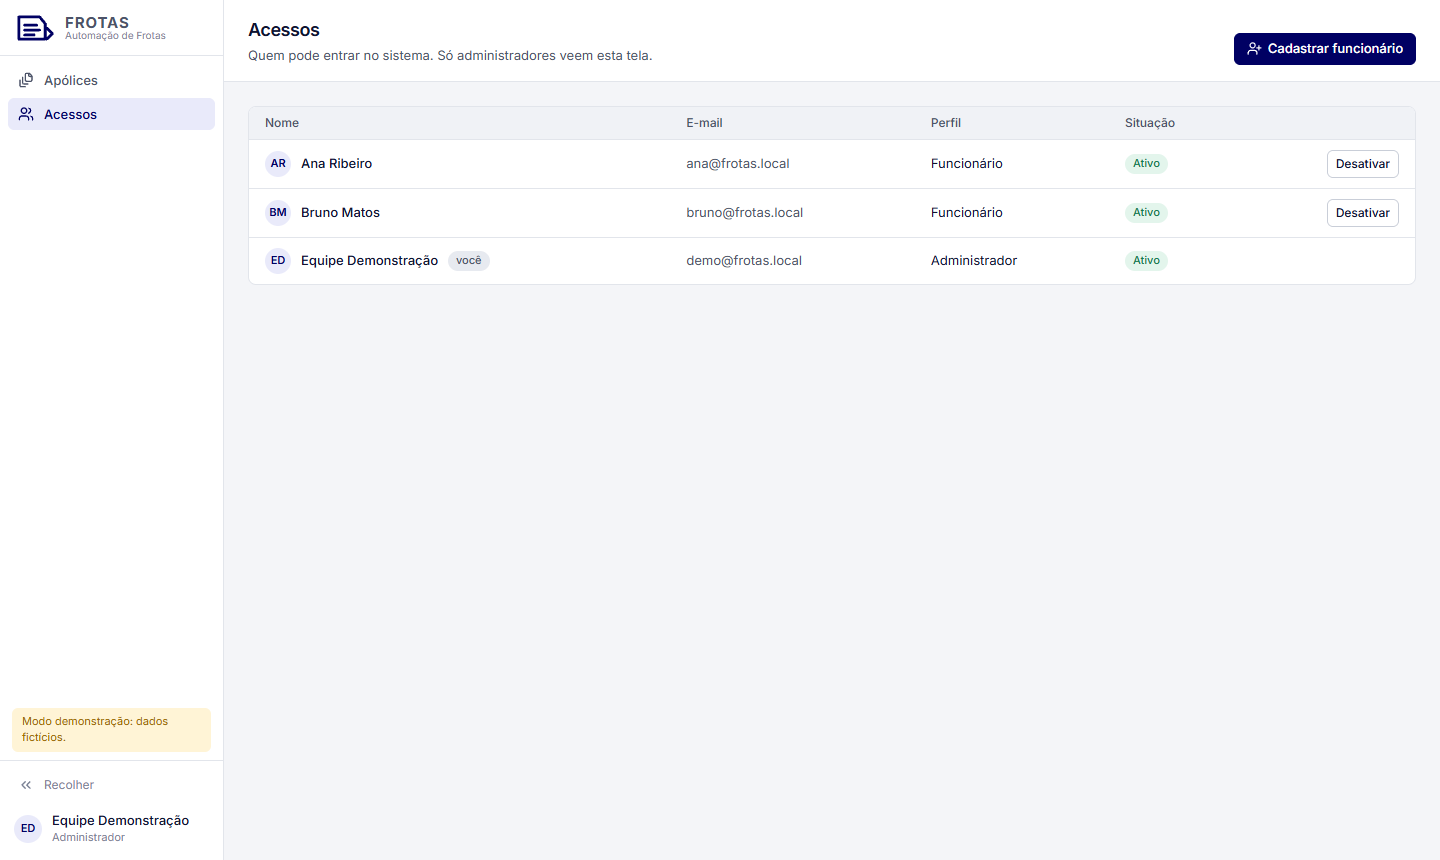 FROTAS
Automação de Frotas
Apólices
Acessos
Modo demonstração: dados
fictícios.
Recolher
ED
Equipe Demonstração
Administrador
Acessos
Quem pode entrar no sistema. Só administradores veem esta tela.
Cadastrar funcionário
Nome E-mail Perfil Situação
AR Ana Ribeiro ana@frotas.local Funcionário Ativo Desativar
BM Bruno Matos bruno@frotas.local Funcionário Ativo Desativar
ED Equipe Demonstração você demo@frotas.local Administrador Ativo